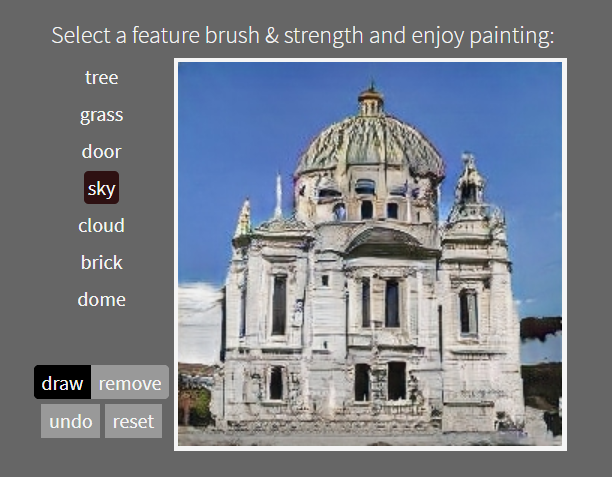 Select a feature brush & strength and enjoy painting:
tree
grass
door
sky
cloud
brick
dome
draw remove
undo reset